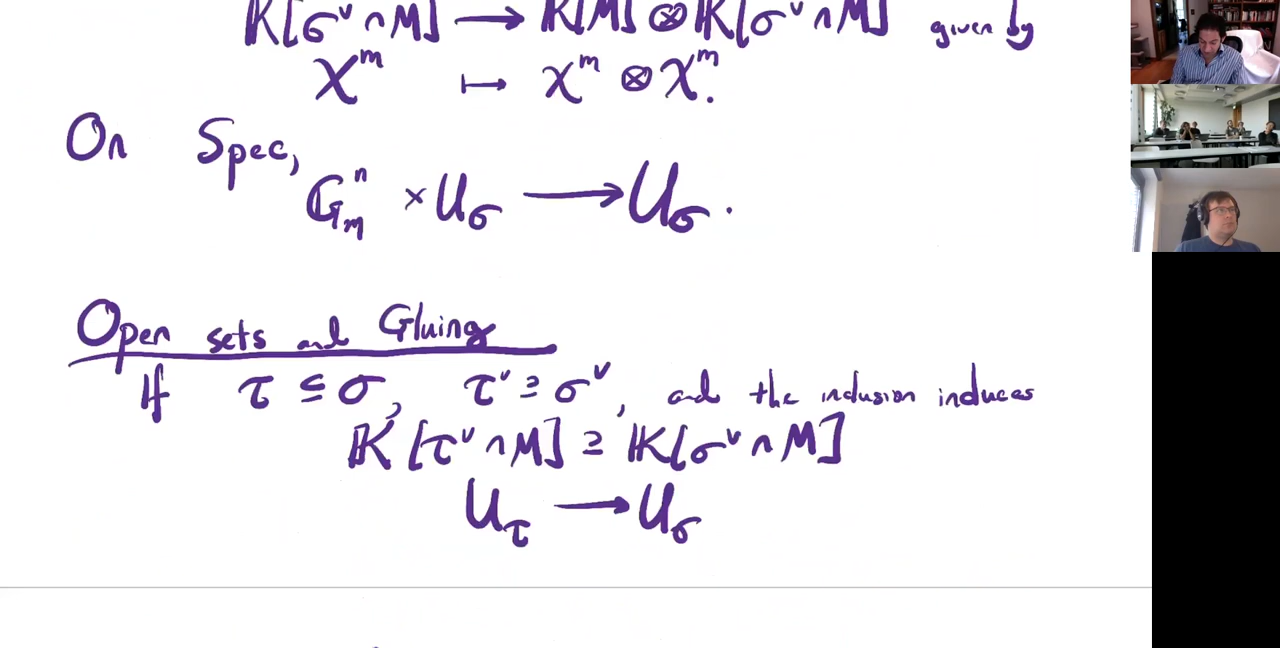 𝕂[σ^∨ ∩ M] ⟶ 𝕂[M] ⊗ 𝕂[σ^∨ ∩ M] given by
χ^m ↦ χ^m ⊗ χ^m.
On Spec,
G_m^n × U_σ ⟶ U_σ.
Open sets and Gluing
If τ ⊆ σ, τ^∨ ⊇ σ^∨, and the inclusion induces
𝕂[τ^∨ ∩ M] ⊇ 𝕂[σ^∨ ∩ M]
U_τ ⟶ U_σ